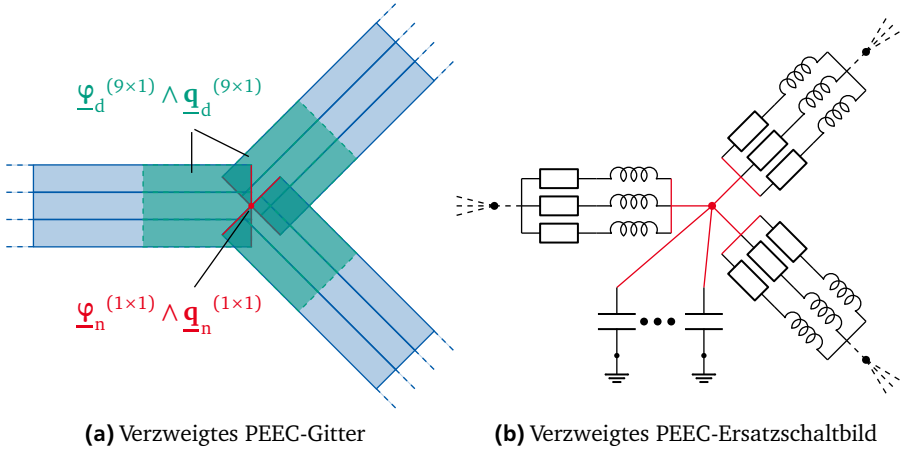 φ_d^(9×1) ∧ q_d^(9×1)
φ_n^(1×1) ∧ q_n^(1×1)
(a) Verzweigtes PEEC-Gitter
(b) Verzweigtes PEEC-Ersatzschaltbild